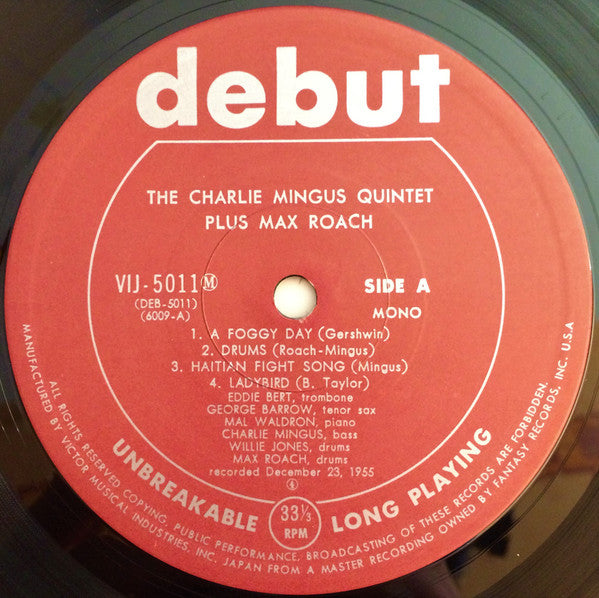 debut
THE CHARLIE MINGUS QUINTET
PLUS MAX ROACH
VIJ-5011 Ⓜ
(DEB-5011)
(6009-A)
SIDE A
MONO
1. A FOGGY DAY (Gershwin)
2. DRUMS (Roach-Mingus)
3. HAITIAN FIGHT SONG (Mingus)
4. LADYBIRD (B. Taylor)
EDDIE BERT, trombone
GEORGE BARROW, tenor sax
MAL WALDRON, piano
CHARLIE MINGUS, bass
WILLIE JONES, drums
MAX ROACH, drums
recorded December 23, 1955
④
33⅓
RPM
UNBREAKABLE LONG PLAYING
ALL RIGHTS RESERVED COPYING, PUBLIC PERFORMANCE, BROADCASTING OF THESE RECORDS ARE FORBIDDEN.
MANUFACTURED BY VICTOR MUSICAL INDUSTRIES, INC. JAPAN FROM A MASTER RECORDING OWNED BY FANTASY RECORDS, INC. U.S.A